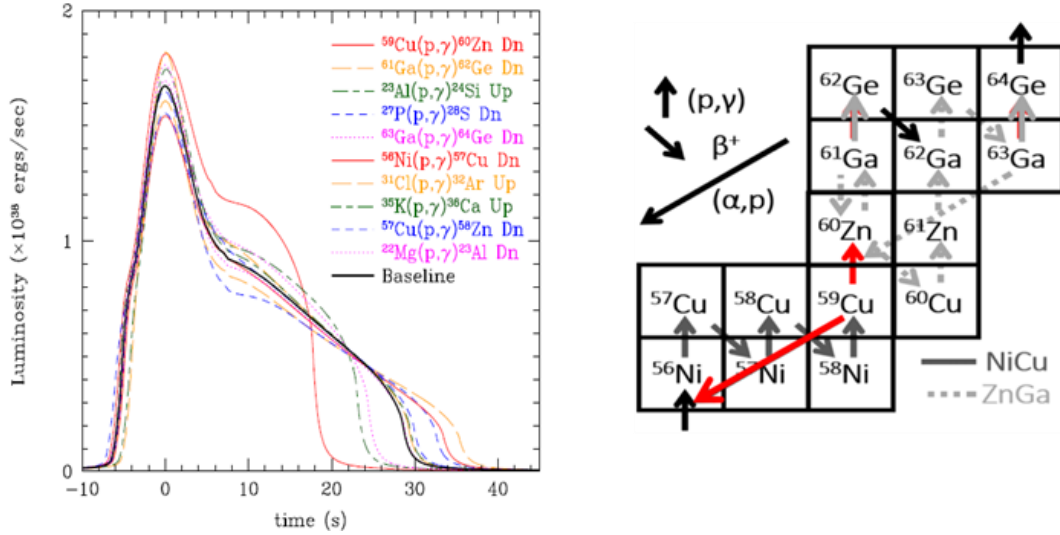 Luminosity (×10³⁸ ergs/sec)
2
1
0
-10 0 10 20 30 40
time (s)
⁵⁹Cu(p,γ)⁶⁰Zn Dn
⁶¹Ga(p,γ)⁶²Ge Dn
²³Al(p,γ)²⁴Si Up
²⁷P(p,γ)²⁸S Dn
⁶³Ga(p,γ)⁶⁴Ge Dn
⁵⁶Ni(p,γ)⁵⁷Cu Dn
³¹Cl(p,γ)³²Ar Up
³⁵K(p,γ)³⁶Ca Up
⁵⁷Cu(p,γ)⁵⁸Zn Dn
²²Mg(p,γ)²³Al Dn
Baseline
(p,γ)
β⁺
(α,p)
⁶²Ge ⁶³Ge ⁶⁴Ge
⁶¹Ga ⁶²Ga ⁶³Ga
⁶⁰Zn ⁶¹Zn
⁵⁷Cu ⁵⁸Cu ⁵⁹Cu ⁶⁰Cu
⁵⁶Ni ⁵⁷Ni ⁵⁸Ni
NiCu
ZnGa